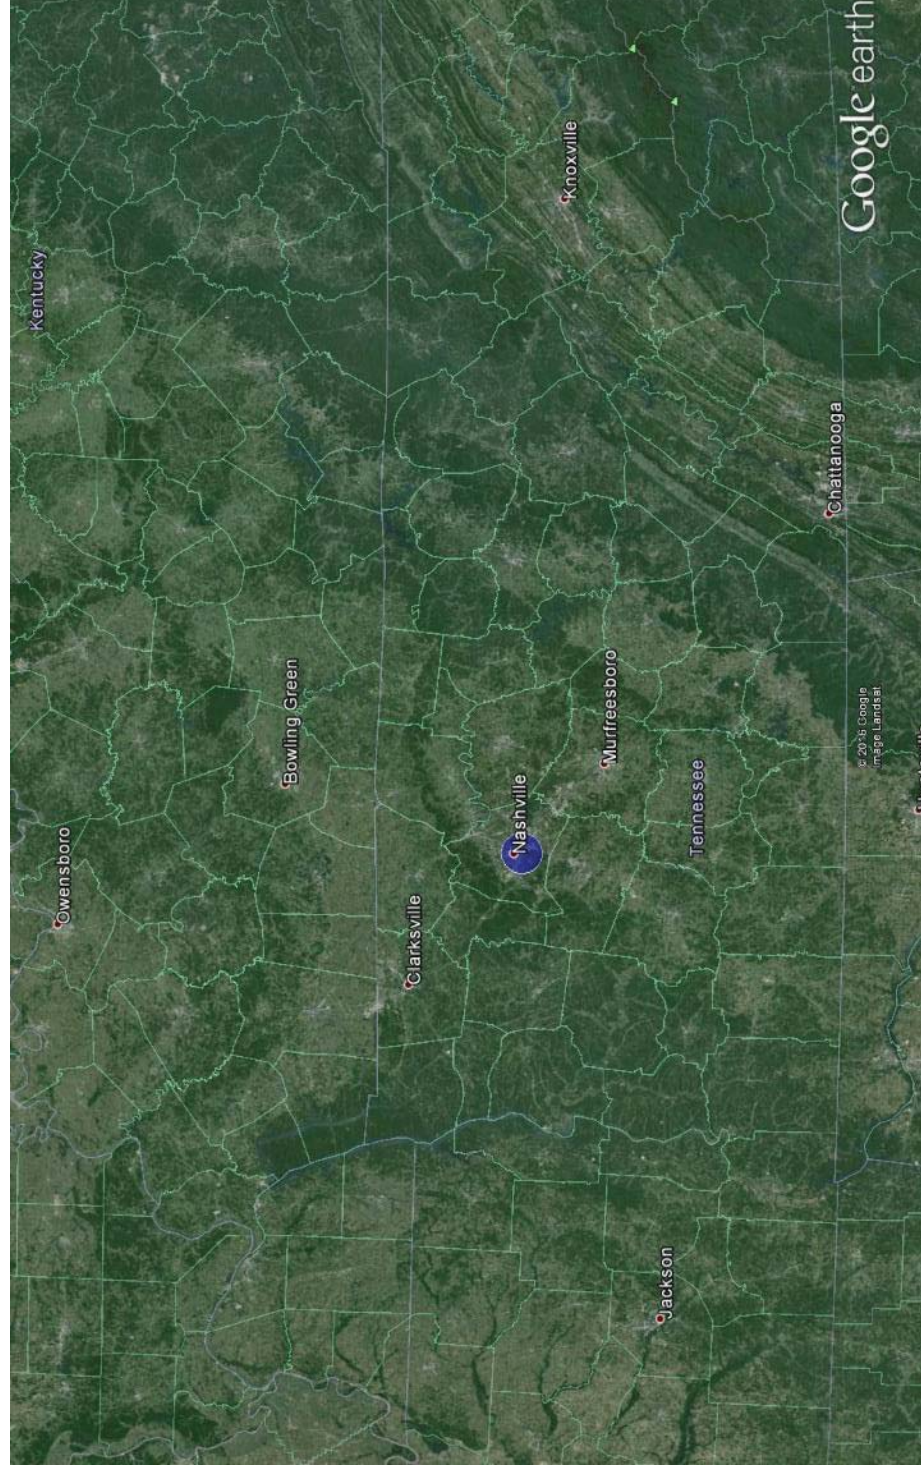 Kentucky
Owensboro
Bowling Green
Knoxville
Clarksville
Nashville
Murfreesboro
Chattanooga
Tennessee
Jackson
© 2015 Google
Image Landsat
Google earth